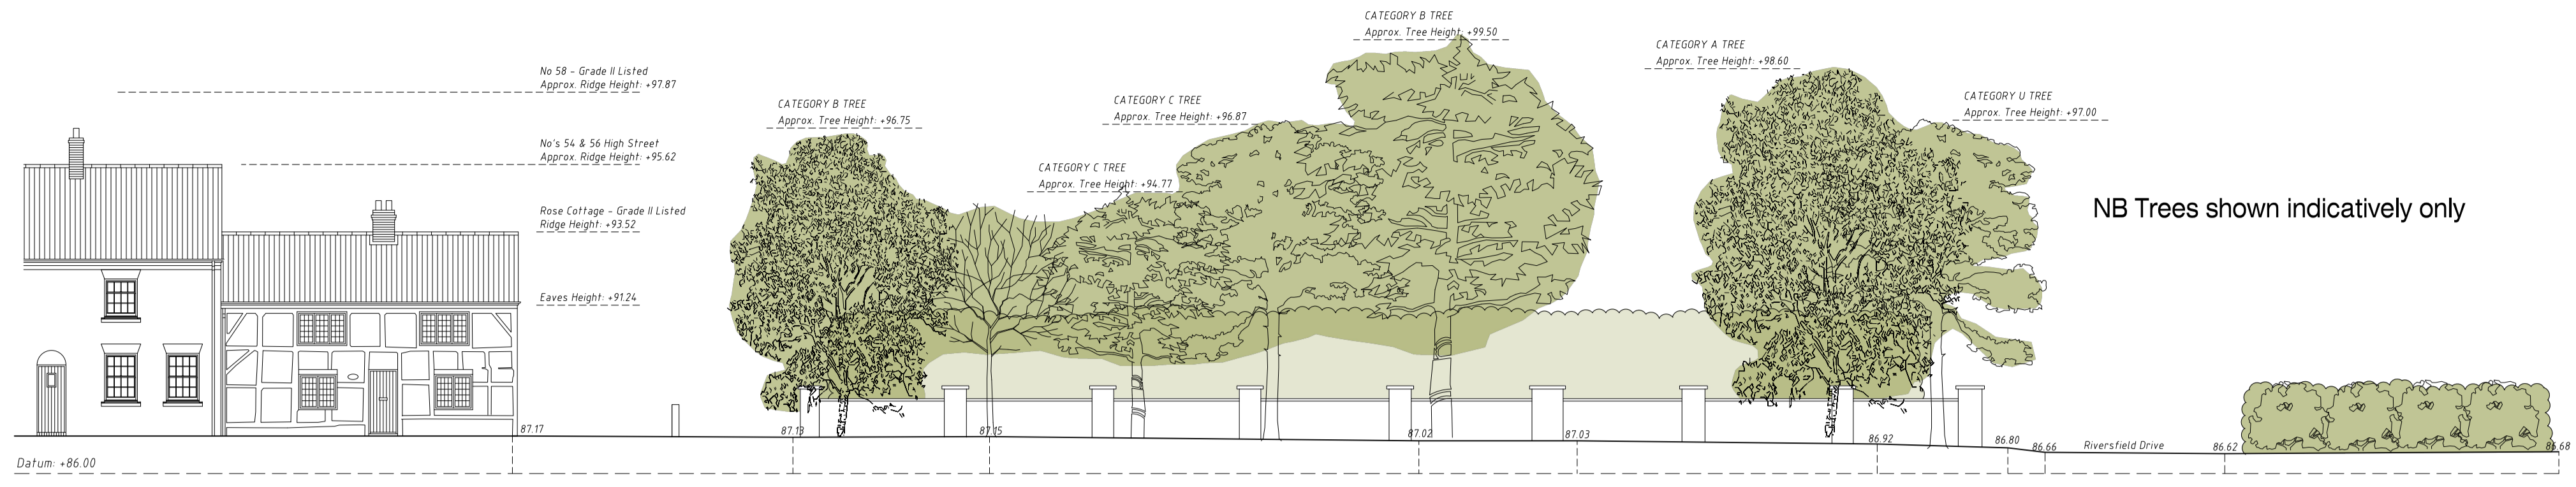 No 58 - Grade II Listed
Approx. Ridge Height: +97.87
No's 54 & 56 High Street
Approx. Ridge Height: +95.62
Rose Cottage - Grade II Listed
Ridge Height: +93.52
Eaves Height: +91.24
CATEGORY B TREE
Approx. Tree Height: +96.75
CATEGORY C TREE
Approx. Tree Height: +94.77
CATEGORY C TREE
Approx. Tree Height: +96.87
CATEGORY B TREE
Approx. Tree Height: +99.50
CATEGORY A TREE
Approx. Tree Height: +98.60
CATEGORY U TREE
Approx. Tree Height: +97.00
NB Trees shown indicatively only
87.17
87.13
87.15
87.02
87.03
86.92
86.80
86.66
Riversfield Drive
86.62
86.68
Datum: +86.00